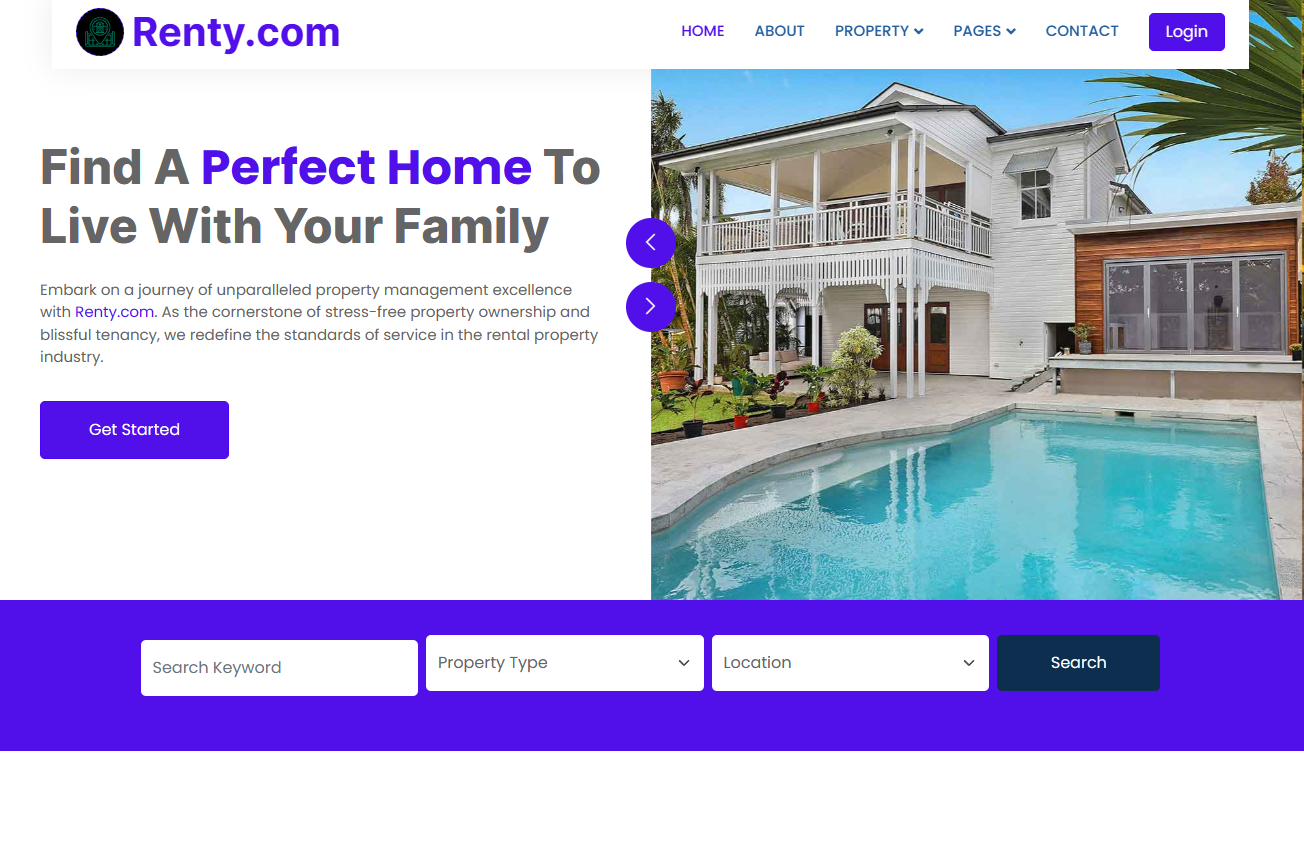 Renty.com
HOME
ABOUT
PROPERTY
PAGES
CONTACT
Login
Find A Perfect Home To
Live With Your Family
Embark on a journey of unparalleled property management excellence
with Renty.com. As the cornerstone of stress-free property ownership and
blissful tenancy, we redefine the standards of service in the rental property
industry.
Get Started
Search Keyword
Property Type
Location
Search